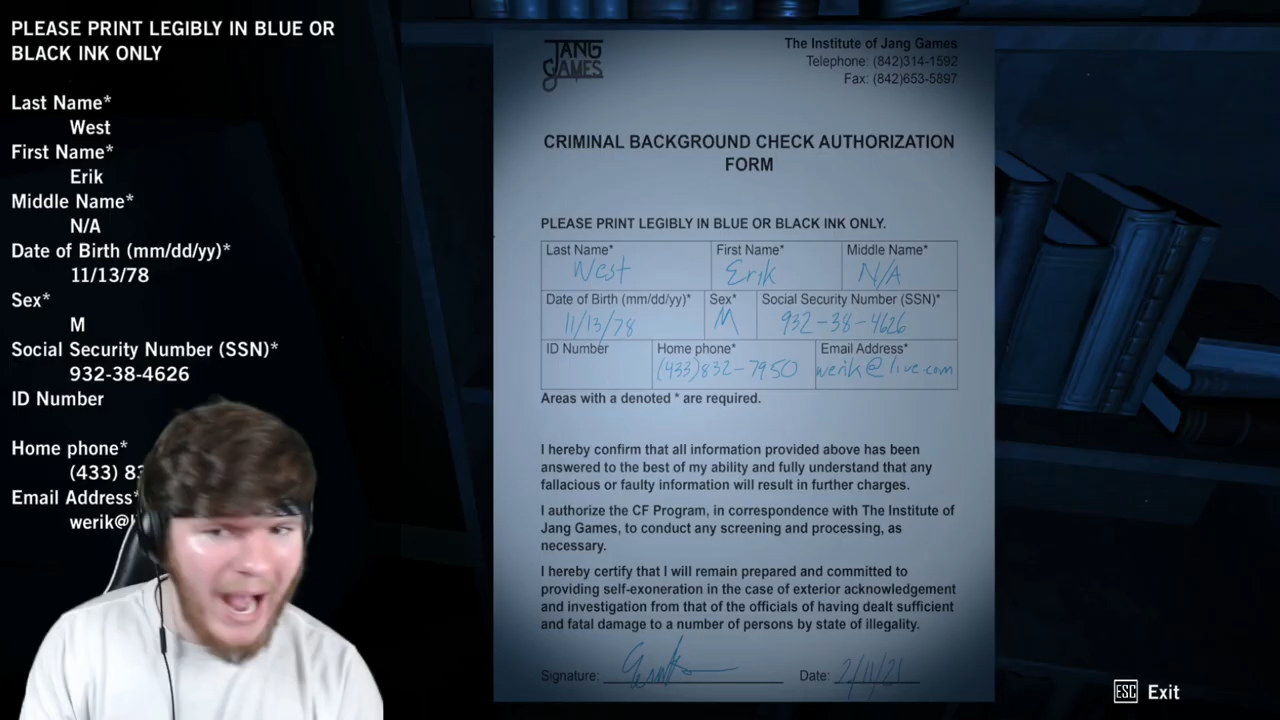 PLEASE PRINT LEGIBLY IN BLUE OR
BLACK INK ONLY
Last Name*
West
First Name*
Erik
Middle Name*
N/A
Date of Birth (mm/dd/yy)*
11/13/78
Sex*
M
Social Security Number (SSN)*
932-38-4626
ID Number
Home phone*
(433)
Email Address*
JANG
GAMES
The Institute of Jang Games
Telephone: (842)314-1592
Fax: (842)653-5897
CRIMINAL BACKGROUND CHECK AUTHORIZATION
FORM
PLEASE PRINT LEGIBLY IN BLUE OR BLACK INK ONLY.
Last Name* First Name* Middle Name*
West Erik N/A
Date of Birth (mm/dd/yy)* Sex* Social Security Number (SSN)*
11/13/78 M 932-38-4626
ID Number Home phone* Email Address*
(433)832-7950 werik@live.com
Areas with a denoted * are required.
I hereby confirm that all information provided above has been
answered to the best of my ability and fully understand that any
fallacious or faulty information will result in further charges.
I authorize the CF Program, in correspondence with The Institute of
Jang Games, to conduct any screening and processing, as
necessary.
I hereby certify that I will remain prepared and committed to
providing self-exoneration in the case of exterior acknowledgement
and investigation from that of the officials of having dealt sufficient
and fatal damage to a number of persons by state of illegality.
Signature: Date: 2/11/21
ESC Exit